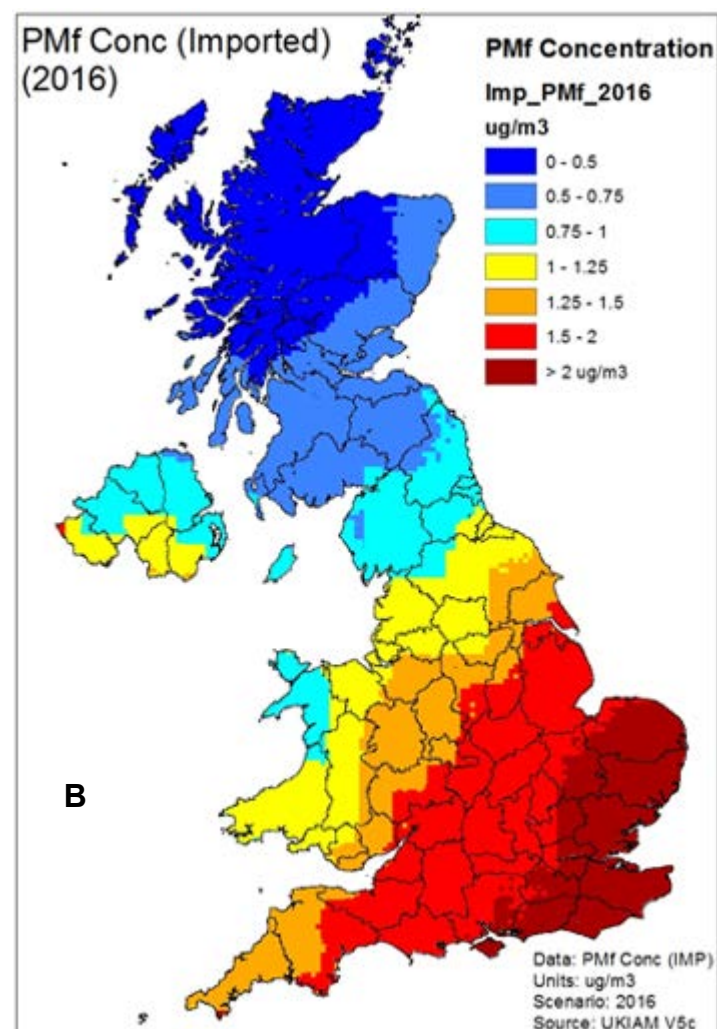 PMf Conc (Imported)
(2016)
PMf Concentration
Imp_PMf_2016
ug/m3
0 - 0.5
0.5 - 0.75
0.75 - 1
1 - 1.25
1.25 - 1.5
1.5 - 2
> 2 ug/m3
B
Data: PMf Conc (IMP)
Units: ug/m3
Scenario: 2016
Source: UKIAM V5c